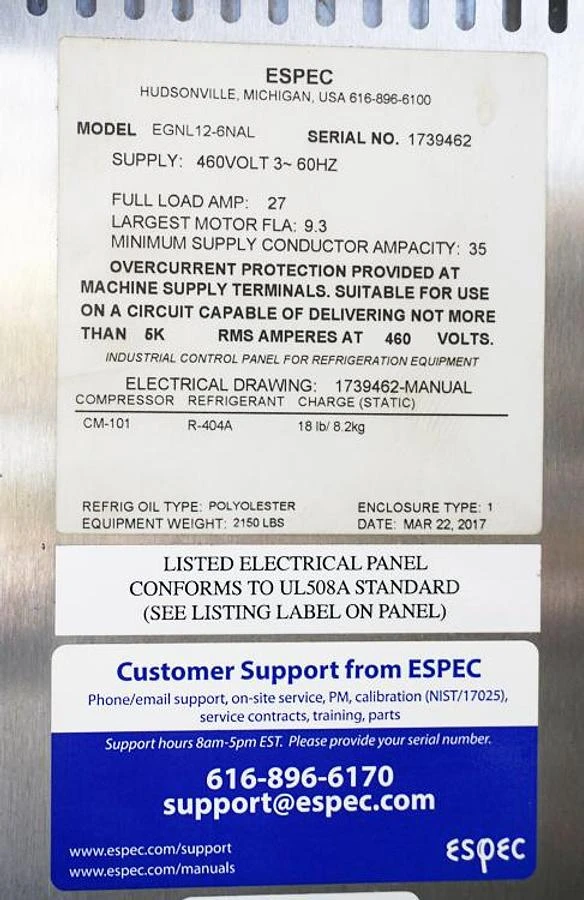 ESPEC
HUDSONVILLE, MICHIGAN, USA 616-896-6100
MODEL EGNL12-6NAL SERIAL NO. 1739462
SUPPLY: 460VOLT 3~ 60HZ
FULL LOAD AMP: 27
LARGEST MOTOR FLA: 9.3
MINIMUM SUPPLY CONDUCTOR AMPACITY: 35
OVERCURRENT PROTECTION PROVIDED AT
MACHINE SUPPLY TERMINALS. SUITABLE FOR USE
ON A CIRCUIT CAPABLE OF DELIVERING NOT MORE
THAN 5K RMS AMPERES AT 460 VOLTS.
INDUSTRIAL CONTROL PANEL FOR REFRIGERATION EQUIPMENT
ELECTRICAL DRAWING: 1739462-MANUAL
COMPRESSOR REFRIGERANT CHARGE (STATIC)
CM-101 R-404A 18 lb/ 8.2kg
REFRIG OIL TYPE: POLYOLESTER ENCLOSURE TYPE: 1
EQUIPMENT WEIGHT: 2150 LBS DATE: MAR 22, 2017
LISTED ELECTRICAL PANEL
CONFORMS TO UL508A STANDARD
(SEE LISTING LABEL ON PANEL)
Customer Support from ESPEC
Phone/email support, on-site service, PM, calibration (NIST/17025),
service contracts, training, parts
Support hours 8am-5pm EST. Please provide your serial number.
616-896-6170
support@espec.com
www.espec.com/support
www.espec.com/manuals
espec